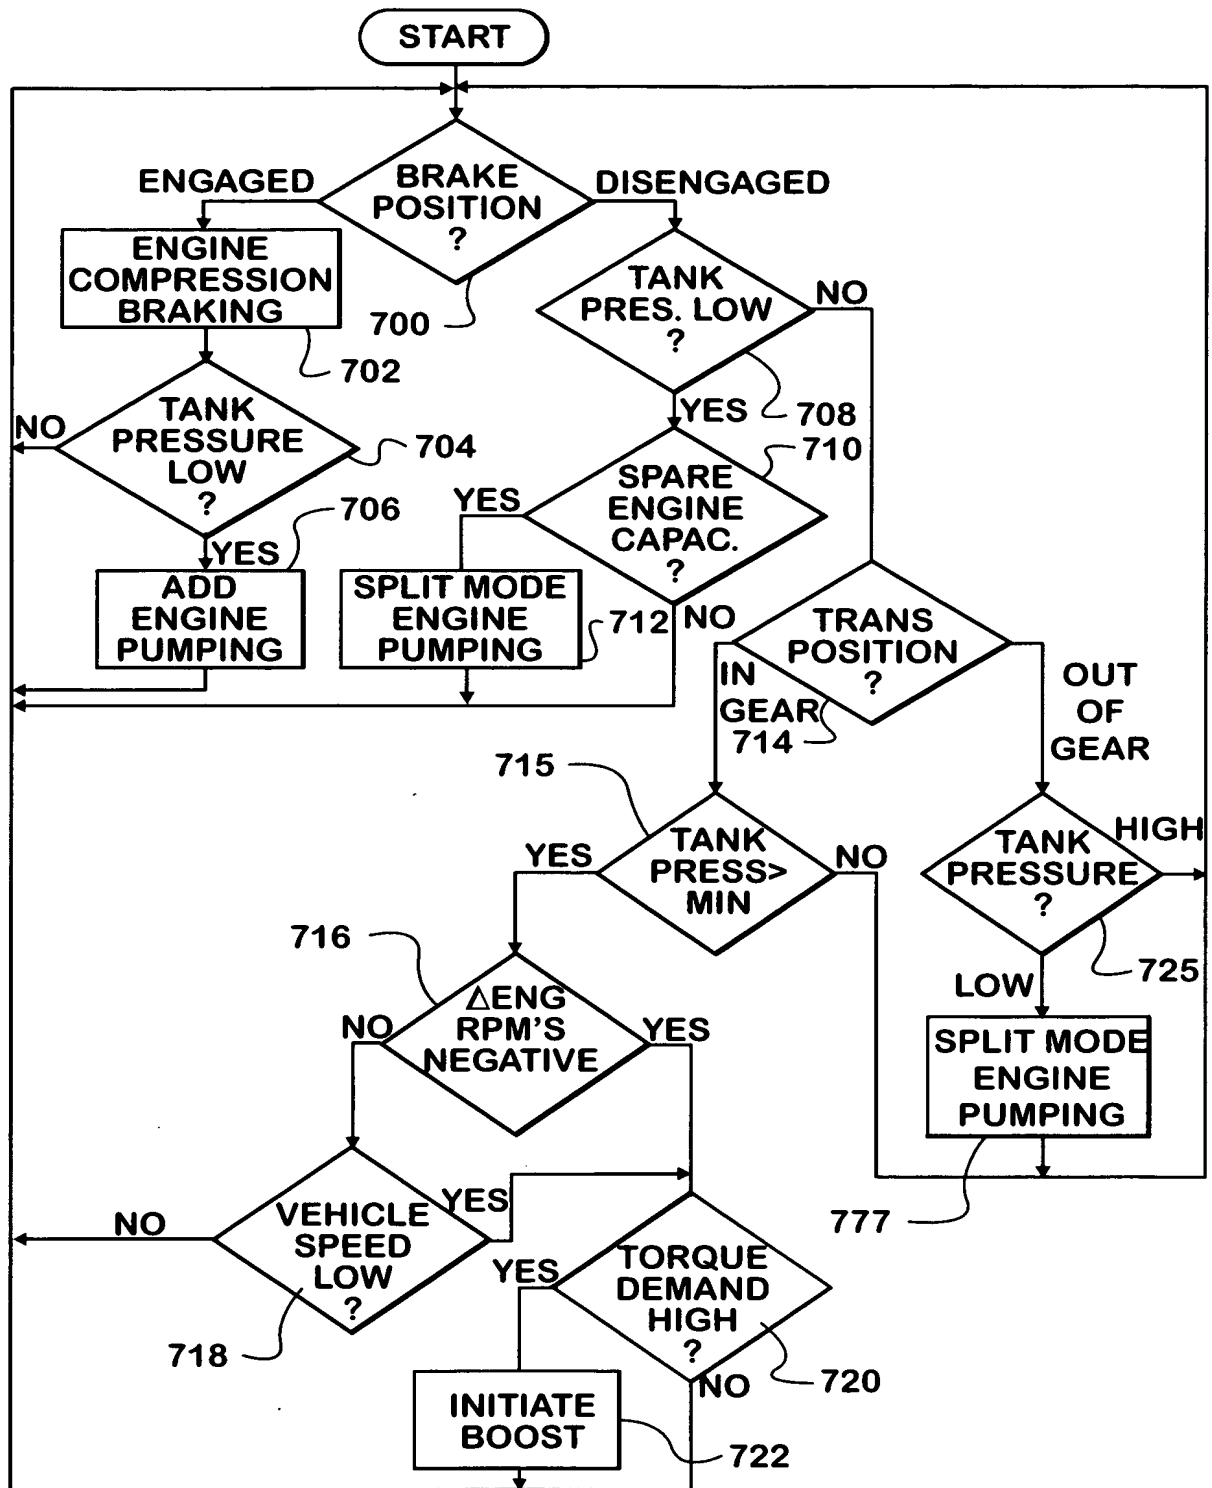 START
ENGAGED
BRAKE
POSITION
?
DISENGAGED
700
ENGINE
COMPRESSION
BRAKING
702
TANK
PRES. LOW
?
NO
708
YES
TANK
PRESSURE
LOW
?
NO
704
YES
706
ADD
ENGINE
PUMPING
SPARE
ENGINE
CAPAC.
?
710
YES
NO
SPLIT MODE
ENGINE
PUMPING
712
TRANS
POSITION
?
IN
GEAR
714
OUT
OF
GEAR
715
TANK
PRESS>
MIN
YES
NO
TANK
PRESSURE
?
HIGH
725
LOW
716
ΔENG
RPM'S
NEGATIVE
NO
YES
SPLIT MODE
ENGINE
PUMPING
777
VEHICLE
SPEED
LOW
?
NO
YES
718
TORQUE
DEMAND
HIGH
?
YES
720
NO
INITIATE
BOOST
722